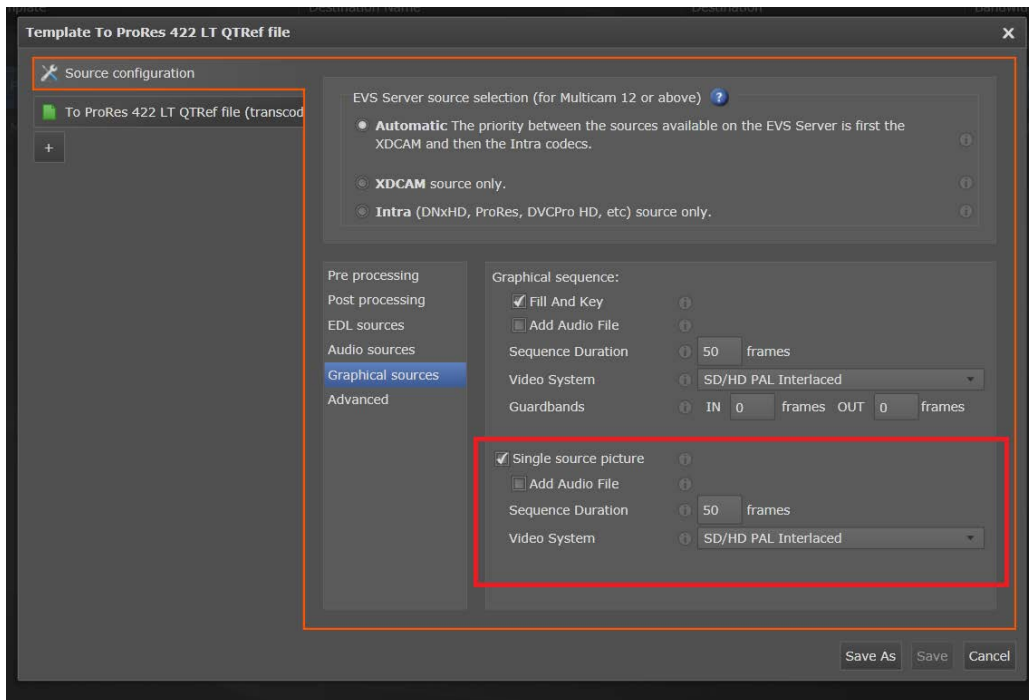 Destination Name
Destination
Template To ProRes 422 LT QTRef file
X
Source configuration
To ProRes 422 LT QTRef file (transcod
+
EVS Server source selection (for Multicam 12 or above) ?
Automatic The priority between the sources available on the EVS Server is first the
XDCAM and then the Intra codecs.
XDCAM source only.
Intra (DNxHD, ProRes, DVCPro HD, etc) source only.
Pre processing
Post processing
EDL sources
Audio sources
Graphical sources
Advanced
Graphical sequence:
Fill And Key
Add Audio File
Sequence Duration 50 frames
Video System SD/HD PAL Interlaced
Guardbands IN 0 frames OUT 0 frames
Single source picture
Add Audio File
Sequence Duration 50 frames
Video System SD/HD PAL Interlaced
Save As Save Cancel